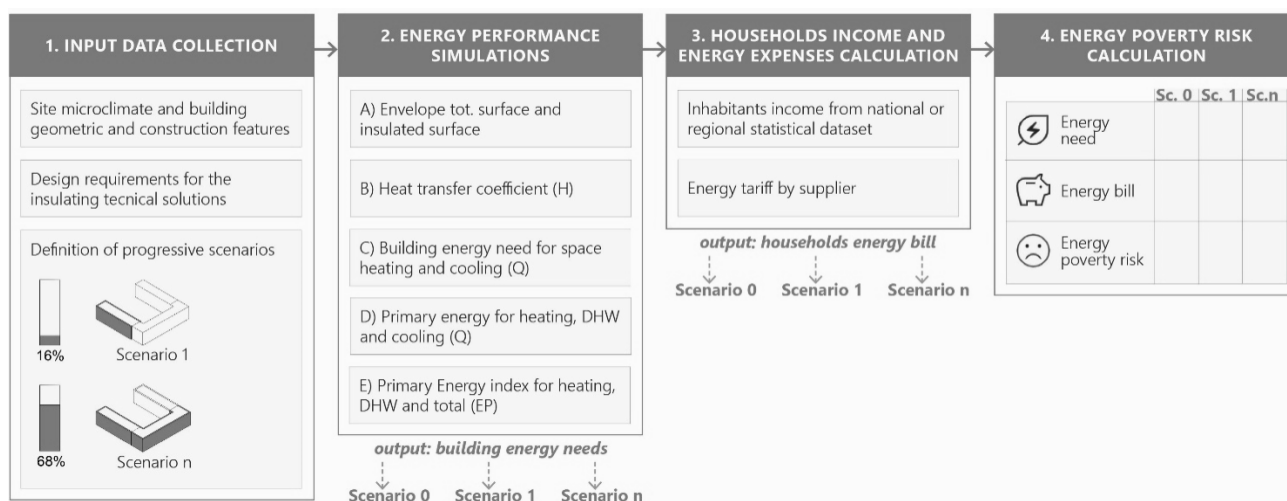 1. INPUT DATA COLLECTION
Site microclimate and building
geometric and construction features
Design requirements for the
insulating tecnical solutions
Definition of progressive scenarios
16%
Scenario 1
68%
Scenario n
2. ENERGY PERFORMANCE
SIMULATIONS
A) Envelope tot. surface and
insulated surface
B) Heat transfer coefficient (H)
C) Building energy need for space
heating and cooling (Q)
D) Primary energy for heating, DHW
and cooling (Q)
E) Primary Energy index for heating,
DHW and total (EP)
output: building energy needs
Scenario 0 Scenario 1 Scenario n
3. HOUSEHOLDS INCOME AND
ENERGY EXPENSES CALCULATION
Inhabitants income from national or
regional statistical dataset
Energy tariff by supplier
output: households energy bill
Scenario 0 Scenario 1 Scenario n
4. ENERGY POVERTY RISK
CALCULATION
Sc. 0 Sc. 1 Sc.n
Energy
need
Energy bill
Energy
poverty risk